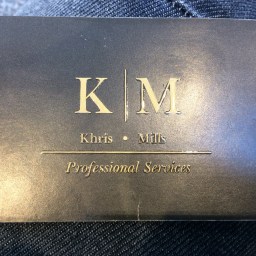 K | M
Khris • Mills
Professional Services